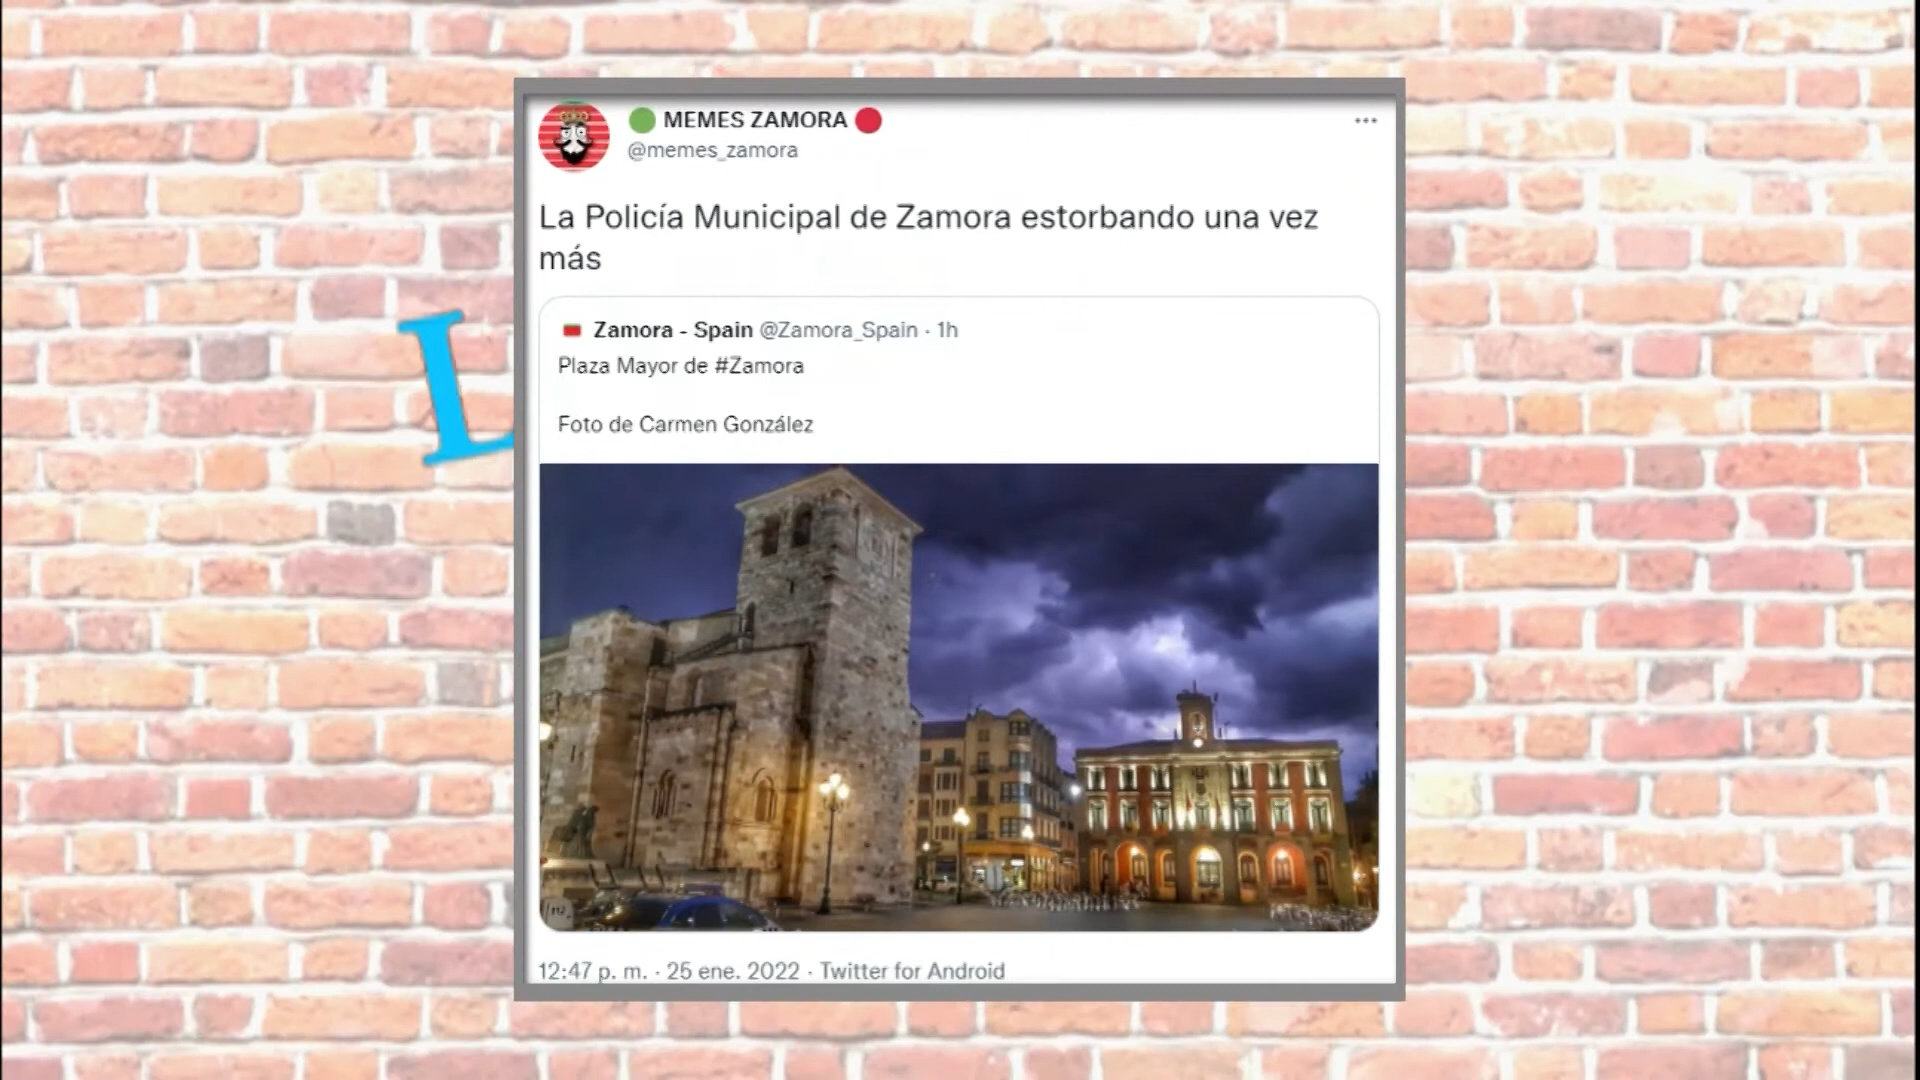 MEMES ZAMORA
@memes_zamora
La Policía Municipal de Zamora estorbando una vez
más
Zamora - Spain @Zamora_Spain · 1h
Plaza Mayor de #Zamora
Foto de Carmen González
L
112
12:47 p. m. · 25 ene. 2022 · Twitter for Android